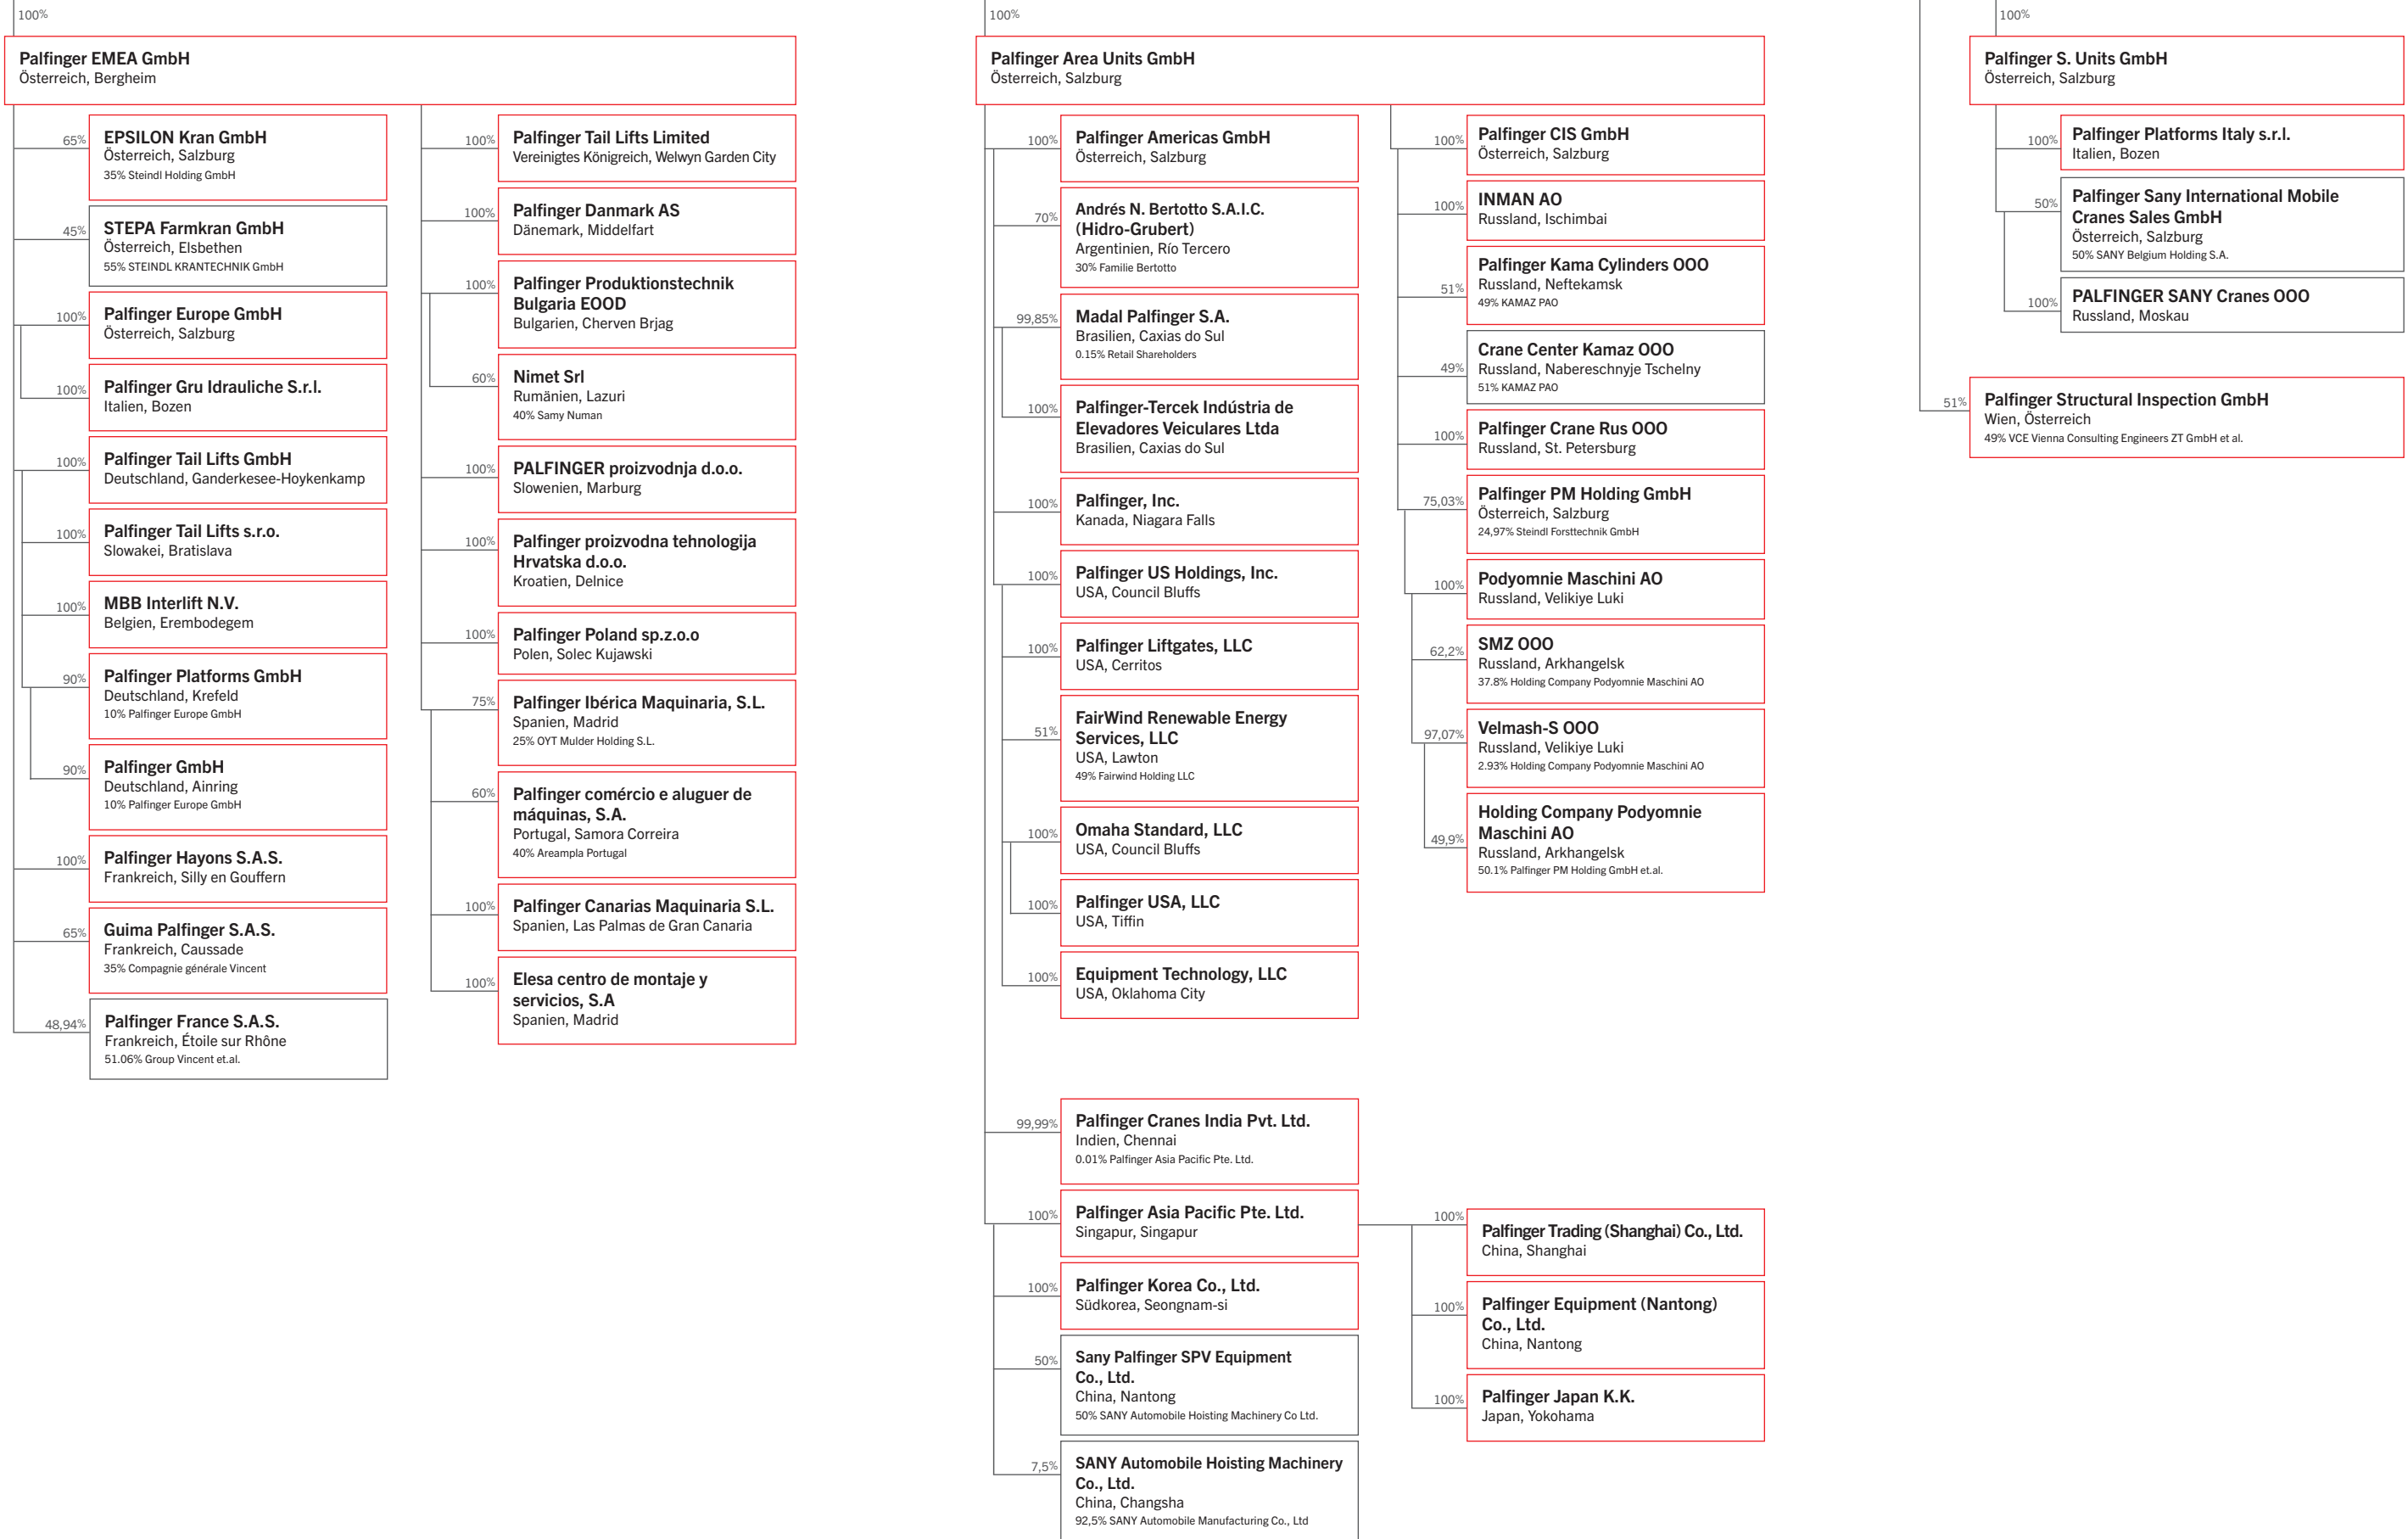 100%
Palfinger EMEA GmbH
Österreich, Bergheim
65%
EPSILON Kran GmbH
Österreich, Salzburg
35% Steindl Holding GmbH
45%
STEPA Farmkran GmbH
Österreich, Elsbethen
55% STEINDL KRANTECHNIK GmbH
100%
Palfinger Europe GmbH
Österreich, Salzburg
100%
Palfinger Gru Idrauliche S.r.l.
Italien, Bozen
100%
Palfinger Tail Lifts GmbH
Deutschland, Ganderkesee-Hoykenkamp
100%
Palfinger Tail Lifts s.r.o.
Slowakei, Bratislava
100%
MBB Interlift N.V.
Belgien, Erembodegem
90%
Palfinger Platforms GmbH
Deutschland, Krefeld
10% Palfinger Europe GmbH
90%
Palfinger GmbH
Deutschland, Ainring
10% Palfinger Europe GmbH
100%
Palfinger Hayons S.A.S.
Frankreich, Silly en Gouffern
65%
Guima Palfinger S.A.S.
Frankreich, Caussade
35% Compagnie générale Vincent
48,94%
Palfinger France S.A.S.
Frankreich, Étoile sur Rhône
51.06% Group Vincent et.al.
100%
Palfinger Tail Lifts Limited
Vereinigtes Königreich, Welwyn Garden City
100%
Palfinger Danmark AS
Dänemark, Middelfart
100%
Palfinger Produktionstechnik
Bulgaria EOOD
Bulgarien, Cherven Brjag
60%
Nimet Srl
Rumänien, Lazuri
40% Samy Numan
100%
PALFINGER proizvodnja d.o.o.
Slowenien, Marburg
100%
Palfinger proizvodna tehnologija
Hrvatska d.o.o.
Kroatien, Delnice
100%
Palfinger Poland sp.z.o.o
Polen, Solec Kujawski
75%
Palfinger Ibérica Maquinaria, S.L.
Spanien, Madrid
25% OYT Mulder Holding S.L.
60%
Palfinger comércio e aluguer de
máquinas, S.A.
Portugal, Samora Correira
40% Areampla Portugal
100%
Palfinger Canarias Maquinaria S.L.
Spanien, Las Palmas de Gran Canaria
100%
Elesa centro de montaje y
servicios, S.A
Spanien, Madrid
100%
Palfinger Area Units GmbH
Österreich, Salzburg
100%
Palfinger Americas GmbH
Österreich, Salzburg
70%
Andrés N. Bertotto S.A.I.C.
(Hidro-Grubert)
Argentinien, Río Tercero
30% Familie Bertotto
99,85%
Madal Palfinger S.A.
Brasilien, Caxias do Sul
0.15% Retail Shareholders
100%
Palfinger-Tercek Indústria de
Elevadores Veiculares Ltda
Brasilien, Caxias do Sul
100%
Palfinger, Inc.
Kanada, Niagara Falls
100%
Palfinger US Holdings, Inc.
USA, Council Bluffs
100%
Palfinger Liftgates, LLC
USA, Cerritos
51%
FairWind Renewable Energy
Services, LLC
USA, Lawton
49% Fairwind Holding LLC
100%
Omaha Standard, LLC
USA, Council Bluffs
100%
Palfinger USA, LLC
USA, Tiffin
100%
Equipment Technology, LLC
USA, Oklahoma City
99,99%
Palfinger Cranes India Pvt. Ltd.
Indien, Chennai
0.01% Palfinger Asia Pacific Pte. Ltd.
100%
Palfinger Asia Pacific Pte. Ltd.
Singapur, Singapur
100%
Palfinger Korea Co., Ltd.
Südkorea, Seongnam-si
50%
Sany Palfinger SPV Equipment
Co., Ltd.
China, Nantong
50% SANY Automobile Hoisting Machinery Co Ltd.
7,5%
SANY Automobile Hoisting Machinery
Co., Ltd.
China, Changsha
92,5% SANY Automobile Manufacturing Co., Ltd
100%
Palfinger CIS GmbH
Österreich, Salzburg
100%
INMAN AO
Russland, Ischimbai
51%
Palfinger Kama Cylinders OOO
Russland, Neftekamsk
49% KAMAZ PAO
49%
Crane Center Kamaz OOO
Russland, Nabereschnyje Tschelny
51% KAMAZ PAO
100%
Palfinger Crane Rus OOO
Russland, St. Petersburg
75,03%
Palfinger PM Holding GmbH
Österreich, Salzburg
24,97% Steindl Forsttechnik GmbH
100%
Podyomnie Maschini AO
Russland, Velikiye Luki
62,2%
SMZ OOO
Russland, Arkhangelsk
37.8% Holding Company Podyomnie Maschini AO
97,07%
Velmash-S OOO
Russland, Velikiye Luki
2.93% Holding Company Podyomnie Maschini AO
49,9%
Holding Company Podyomnie
Maschini AO
Russland, Arkhangelsk
50.1% Palfinger PM Holding GmbH et.al.
100%
Palfinger Trading (Shanghai) Co., Ltd.
China, Shanghai
100%
Palfinger Equipment (Nantong)
Co., Ltd.
China, Nantong
100%
Palfinger Japan K.K.
Japan, Yokohama
100%
Palfinger S. Units GmbH
Österreich, Salzburg
100%
Palfinger Platforms Italy s.r.l.
Italien, Bozen
50%
Palfinger Sany International Mobile
Cranes Sales GmbH
Österreich, Salzburg
50% SANY Belgium Holding S.A.
100%
PALFINGER SANY Cranes OOO
Russland, Moskau
51%
Palfinger Structural Inspection GmbH
Wien, Österreich
49% VCE Vienna Consulting Engineers ZT GmbH et al.